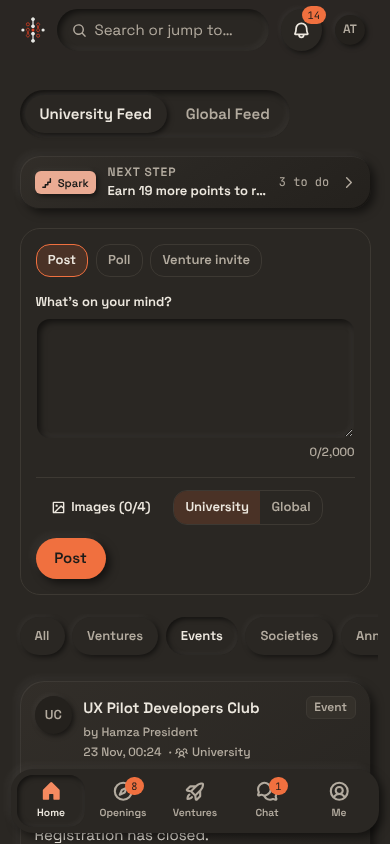 Search or jump to...
14
AT
University Feed
Global Feed
Spark
NEXT STEP
Earn 19 more points to r...
3 to do
Post
Poll
Venture invite
What's on your mind?
0/2,000
Images (0/4)
University
Global
Post
All
Ventures
Events
Societies
Ann
UC
UX Pilot Developers Club
Event
by Hamza President
23 Nov, 00:24 · University
Home
8
Openings
Ventures
1
Chat
Me
Registration has closed.